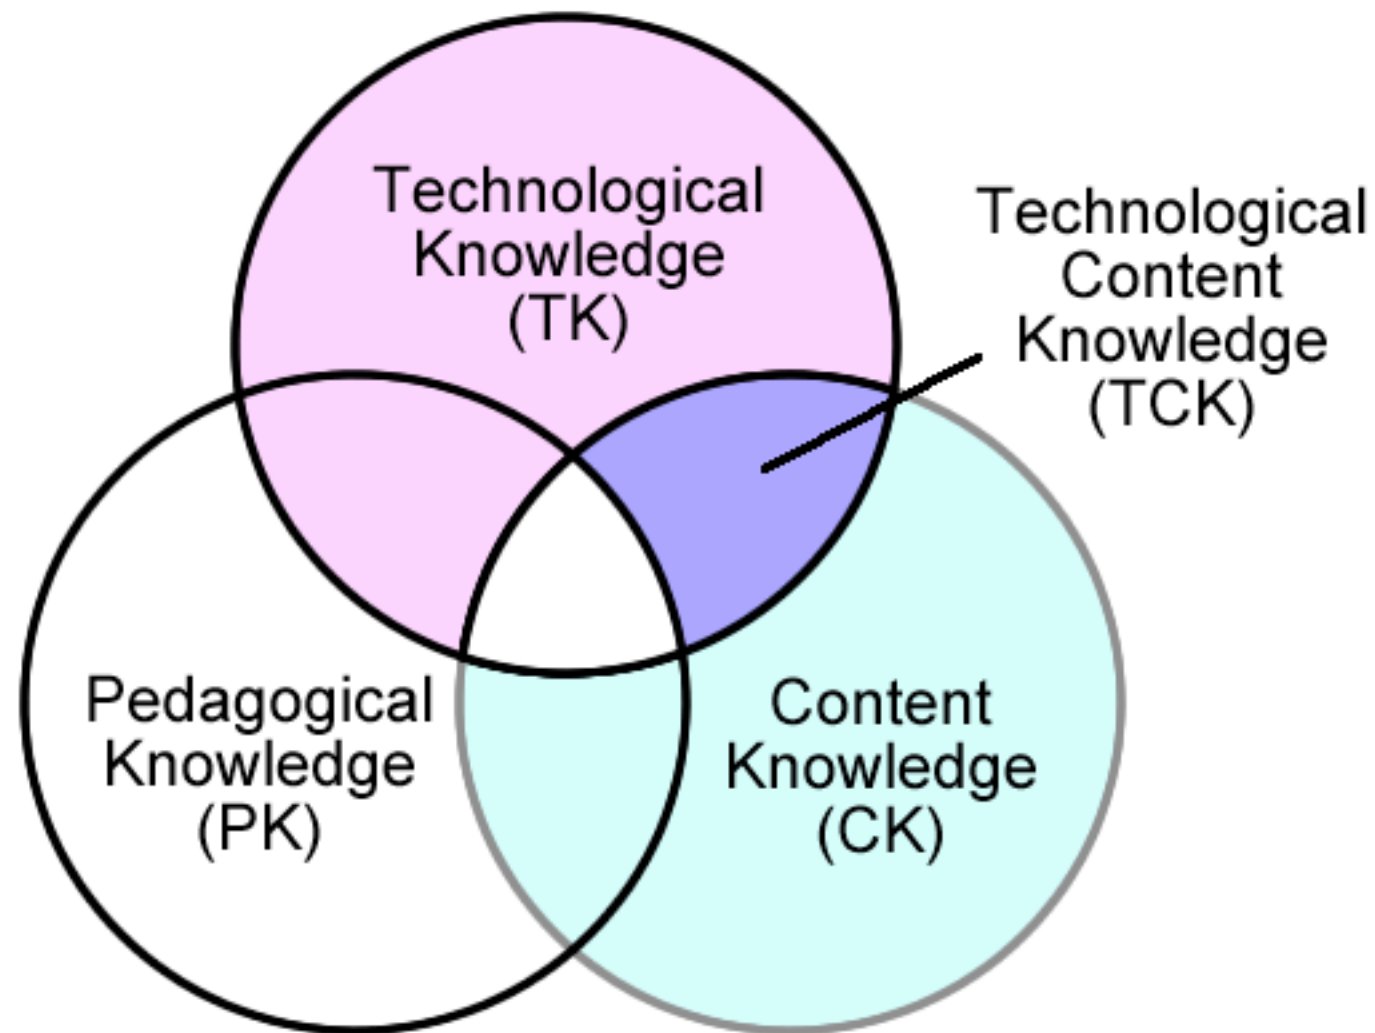 Technological
Knowledge
(TK)
Technological
Content
Knowledge
(TCK)
Pedagogical
Knowledge
(PK)
Content
Knowledge
(CK)